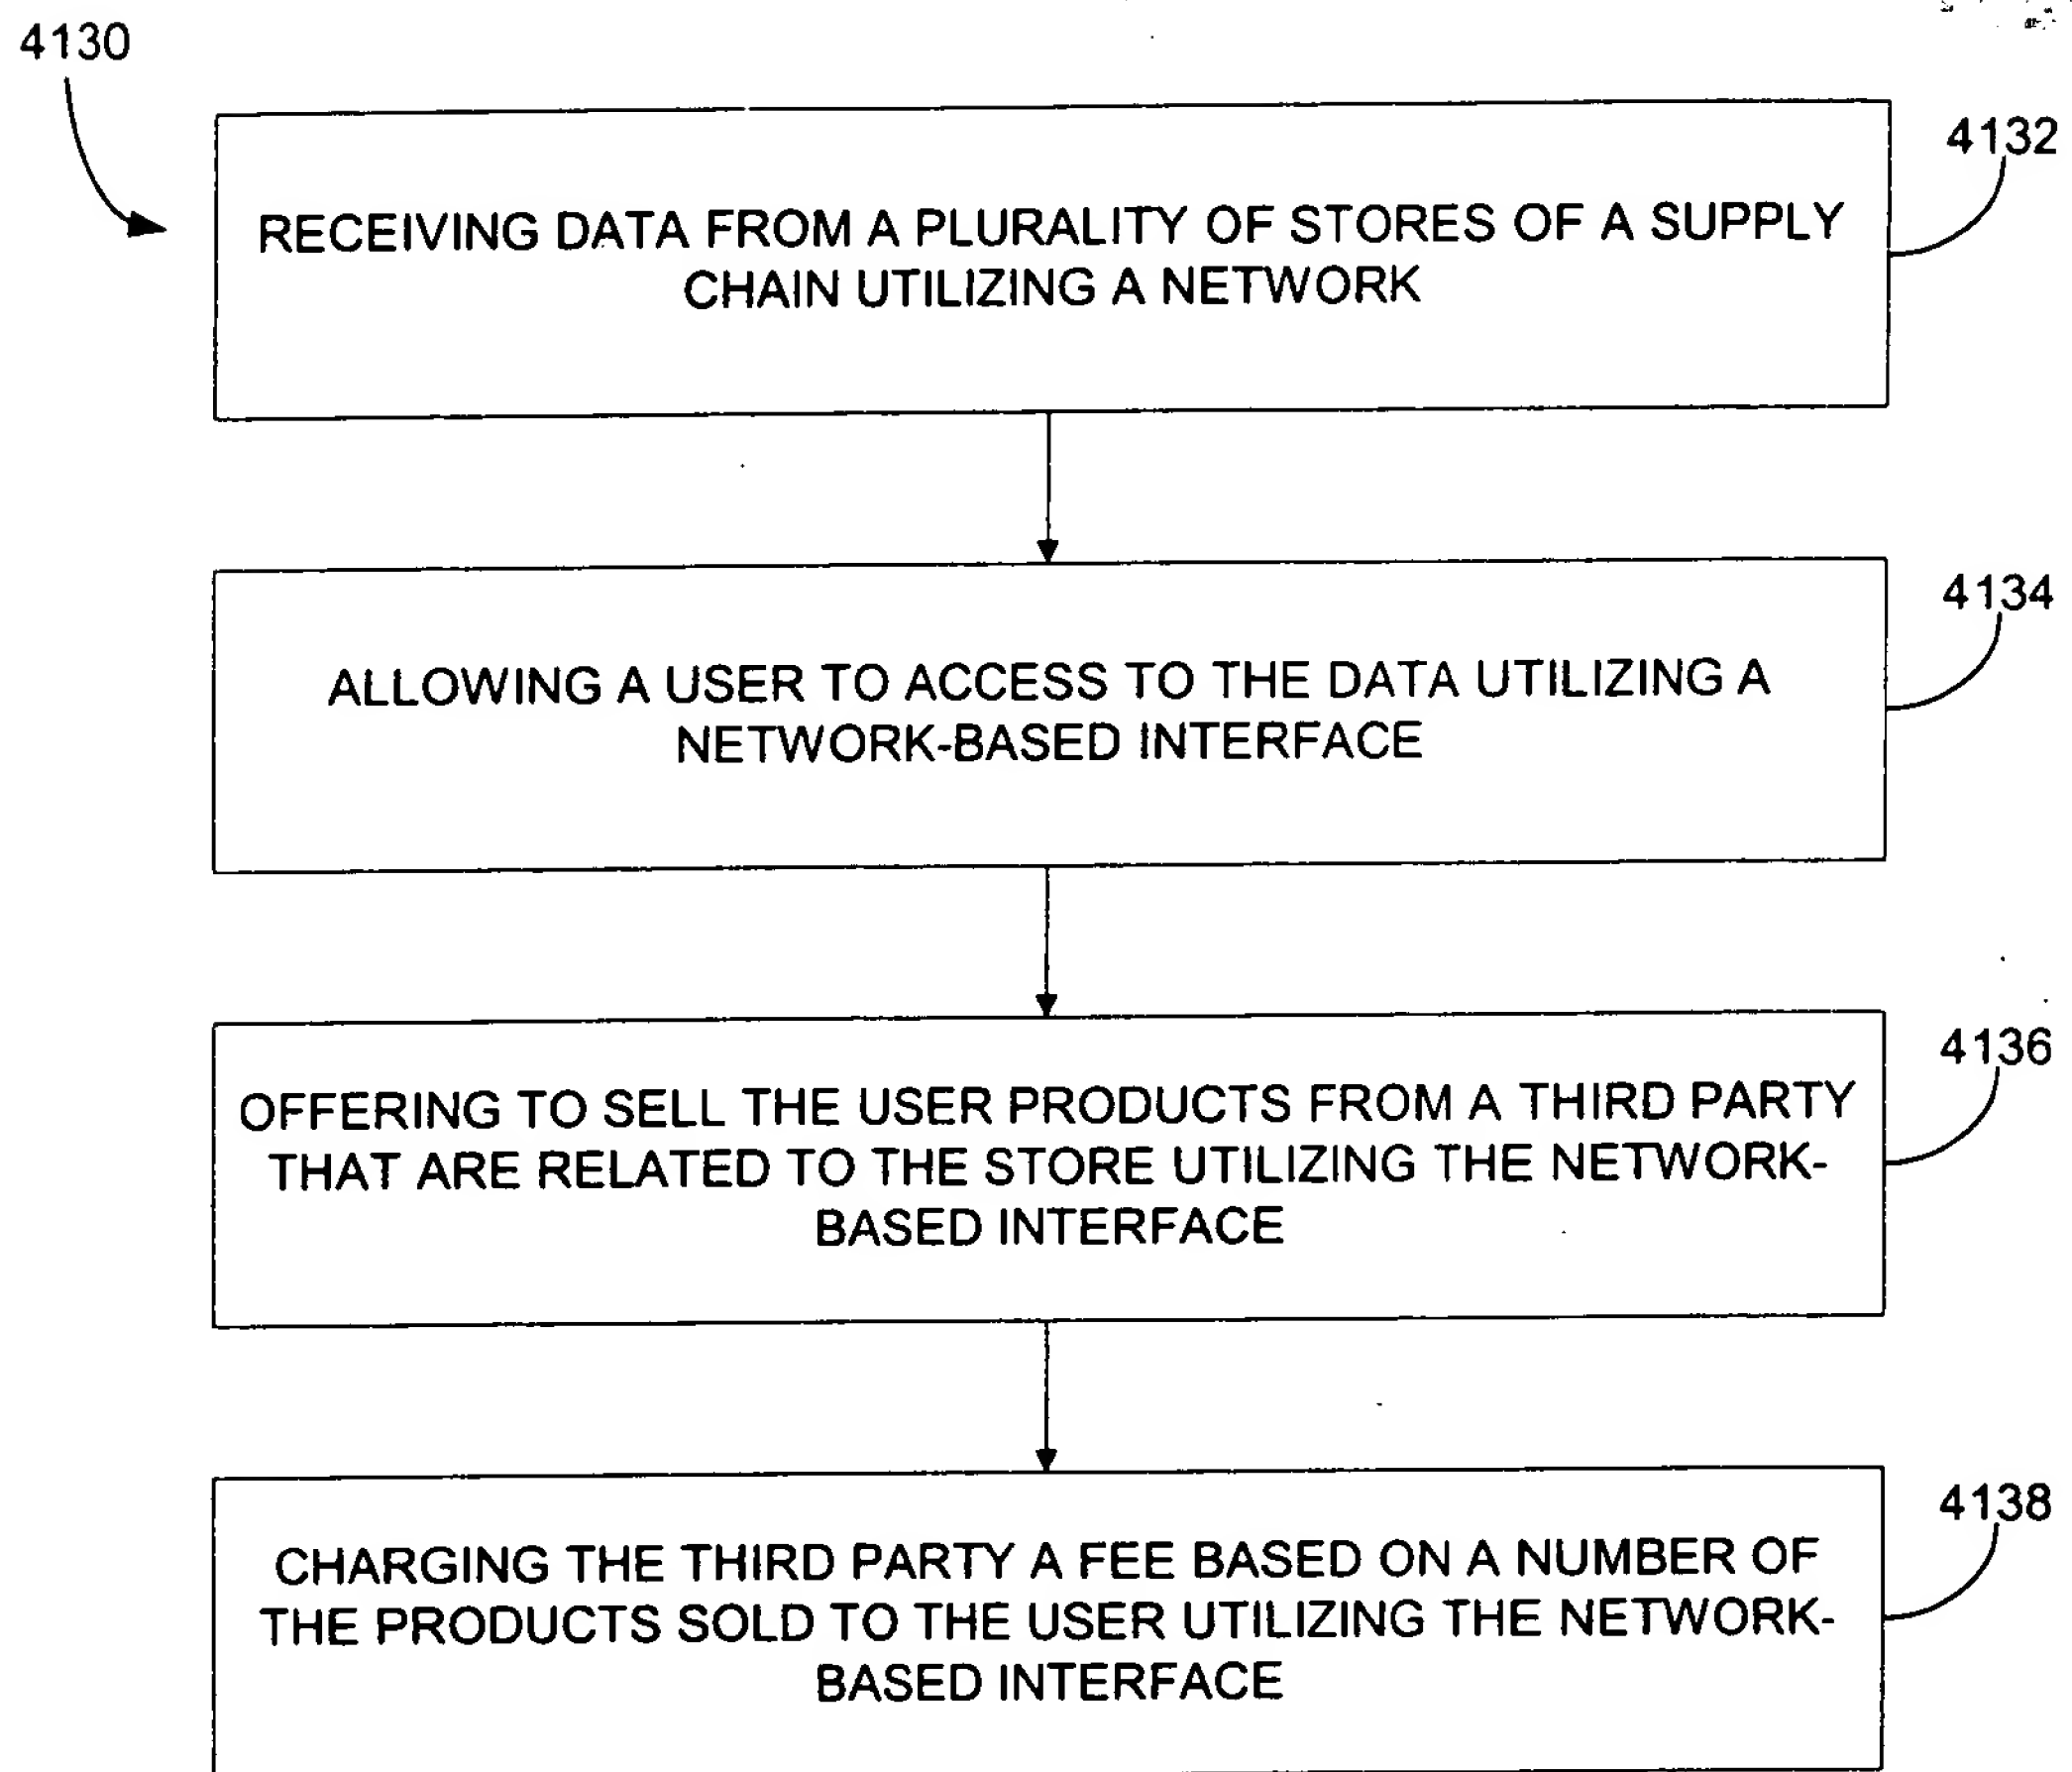 4130
4132
RECEIVING DATA FROM A PLURALITY OF STORES OF A SUPPLY
CHAIN UTILIZING A NETWORK
4134
ALLOWING A USER TO ACCESS TO THE DATA UTILIZING A
NETWORK-BASED INTERFACE
4136
OFFERING TO SELL THE USER PRODUCTS FROM A THIRD PARTY
THAT ARE RELATED TO THE STORE UTILIZING THE NETWORK-
BASED INTERFACE
4138
CHARGING THE THIRD PARTY A FEE BASED ON A NUMBER OF
THE PRODUCTS SOLD TO THE USER UTILIZING THE NETWORK-
BASED INTERFACE